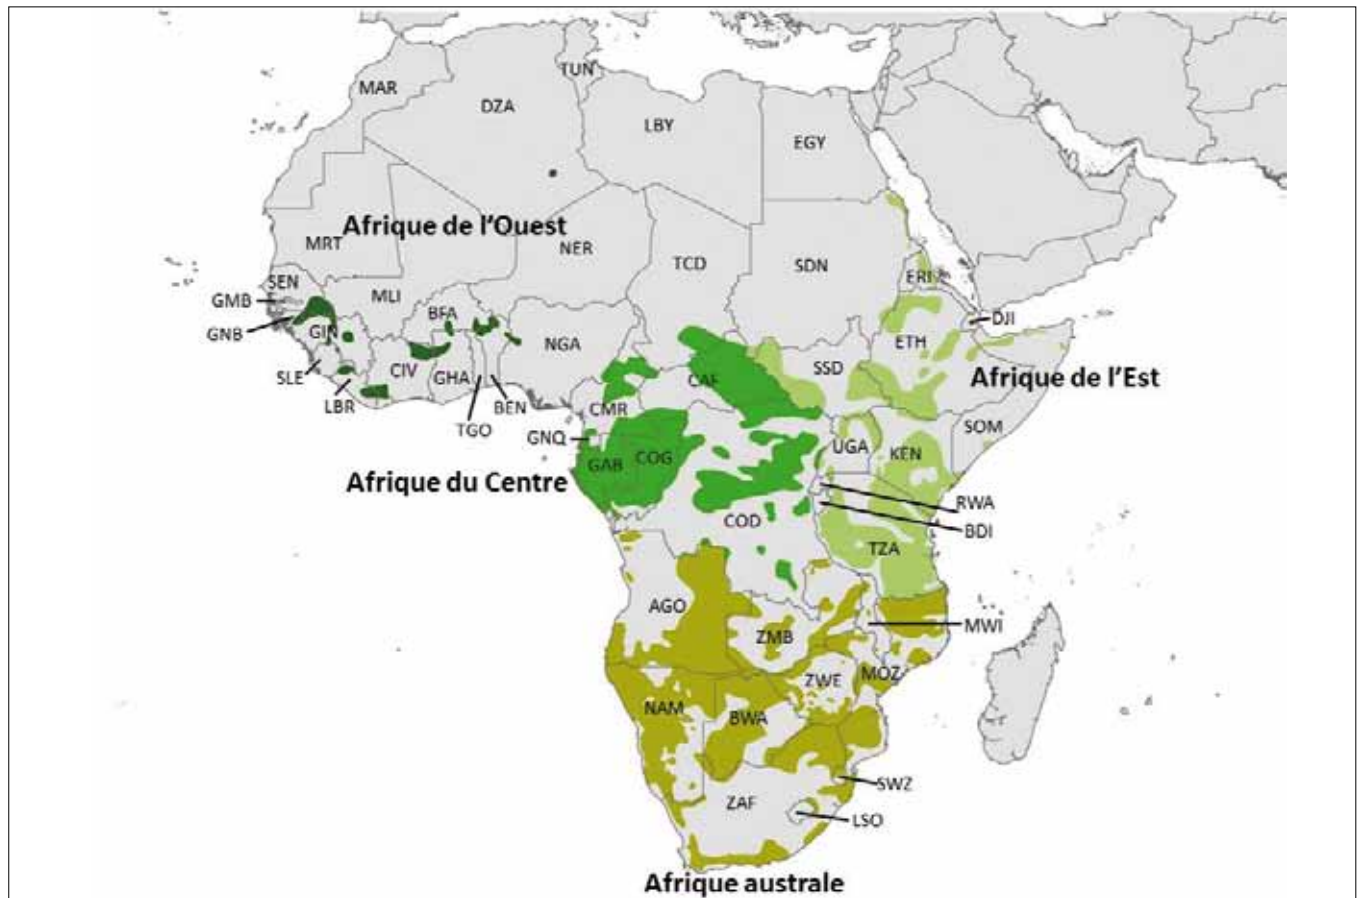 TUN
MAR
DZA
LBY
EGY
Afrique de l'Ouest
MRT
NER
TCD
SDN
ERI
SEN
GMB
MLI
BFA
DJI
GNB
GIN
NGA
ETH
SLE
CIV
GHA
CAF
SSD
Afrique de l'Est
LBR
BEN
CMR
TGO
SOM
GNQ
UGA
KEN
GAB
COG
Afrique du Centre
RWA
COD
BDI
TZA
AGO
MWI
ZMB
MOZ
ZWE
NAM
BWA
SWZ
ZAF
LSO
Afrique australe